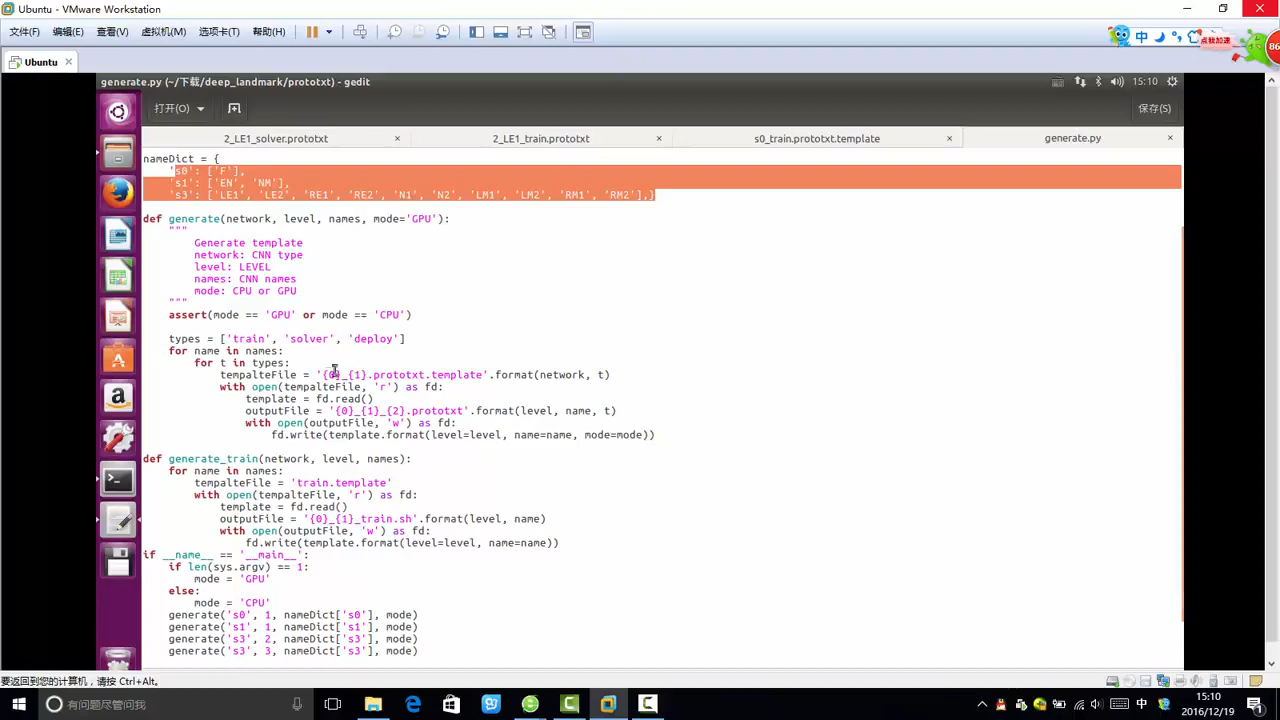 Ubuntu - VMware Workstation
文件(F) 编辑(E) 查看(V) 虚拟机(M) 选项卡(T) 帮助(H)
中
点我加速
86
Ubuntu
generate.py (~/下载/deep_landmark/prototxt) - gedit
15:10
打开(O)
保存(S)
2_LE1_solver.prototxt
2_LE1_train.prototxt
s0_train.prototxt.template
generate.py
nameDict = {
's0': ['F'],
's1': ['EN', 'NM'],
's3': ['LE1', 'LE2', 'RE1', 'RE2', 'N1', 'N2', 'LM1', 'LM2', 'RM1', 'RM2'],}
def generate(network, level, names, mode='GPU'):
"""
Generate template
network: CNN type
level: LEVEL
names: CNN names
mode: CPU or GPU
"""
assert(mode == 'GPU' or mode == 'CPU')
types = ['train', 'solver', 'deploy']
for name in names:
for t in types:
tempalteFile = '{0}_{1}.prototxt.template'.format(network, t)
with open(tempalteFile, 'r') as fd:
template = fd.read()
outputFile = '{0}_{1}_{2}.prototxt'.format(level, name, t)
with open(outputFile, 'w') as fd:
fd.write(template.format(level=level, name=name, mode=mode))
def generate_train(network, level, names):
for name in names:
tempalteFile = 'train.template'
with open(tempalteFile, 'r') as fd:
template = fd.read()
outputFile = '{0}_{1}_train.sh'.format(level, name)
with open(outputFile, 'w') as fd:
fd.write(template.format(level=level, name=name))
if __name__ == '__main__':
if len(sys.argv) == 1:
mode = 'GPU'
else:
mode = 'CPU'
generate('s0', 1, nameDict['s0'], mode)
generate('s1', 1, nameDict['s1'], mode)
generate('s3', 2, nameDict['s3'], mode)
generate('s3', 3, nameDict['s3'], mode)
要返回到您的计算机，请按 Ctrl+Alt。
有问题尽管问我
中
15:10
2016/12/19